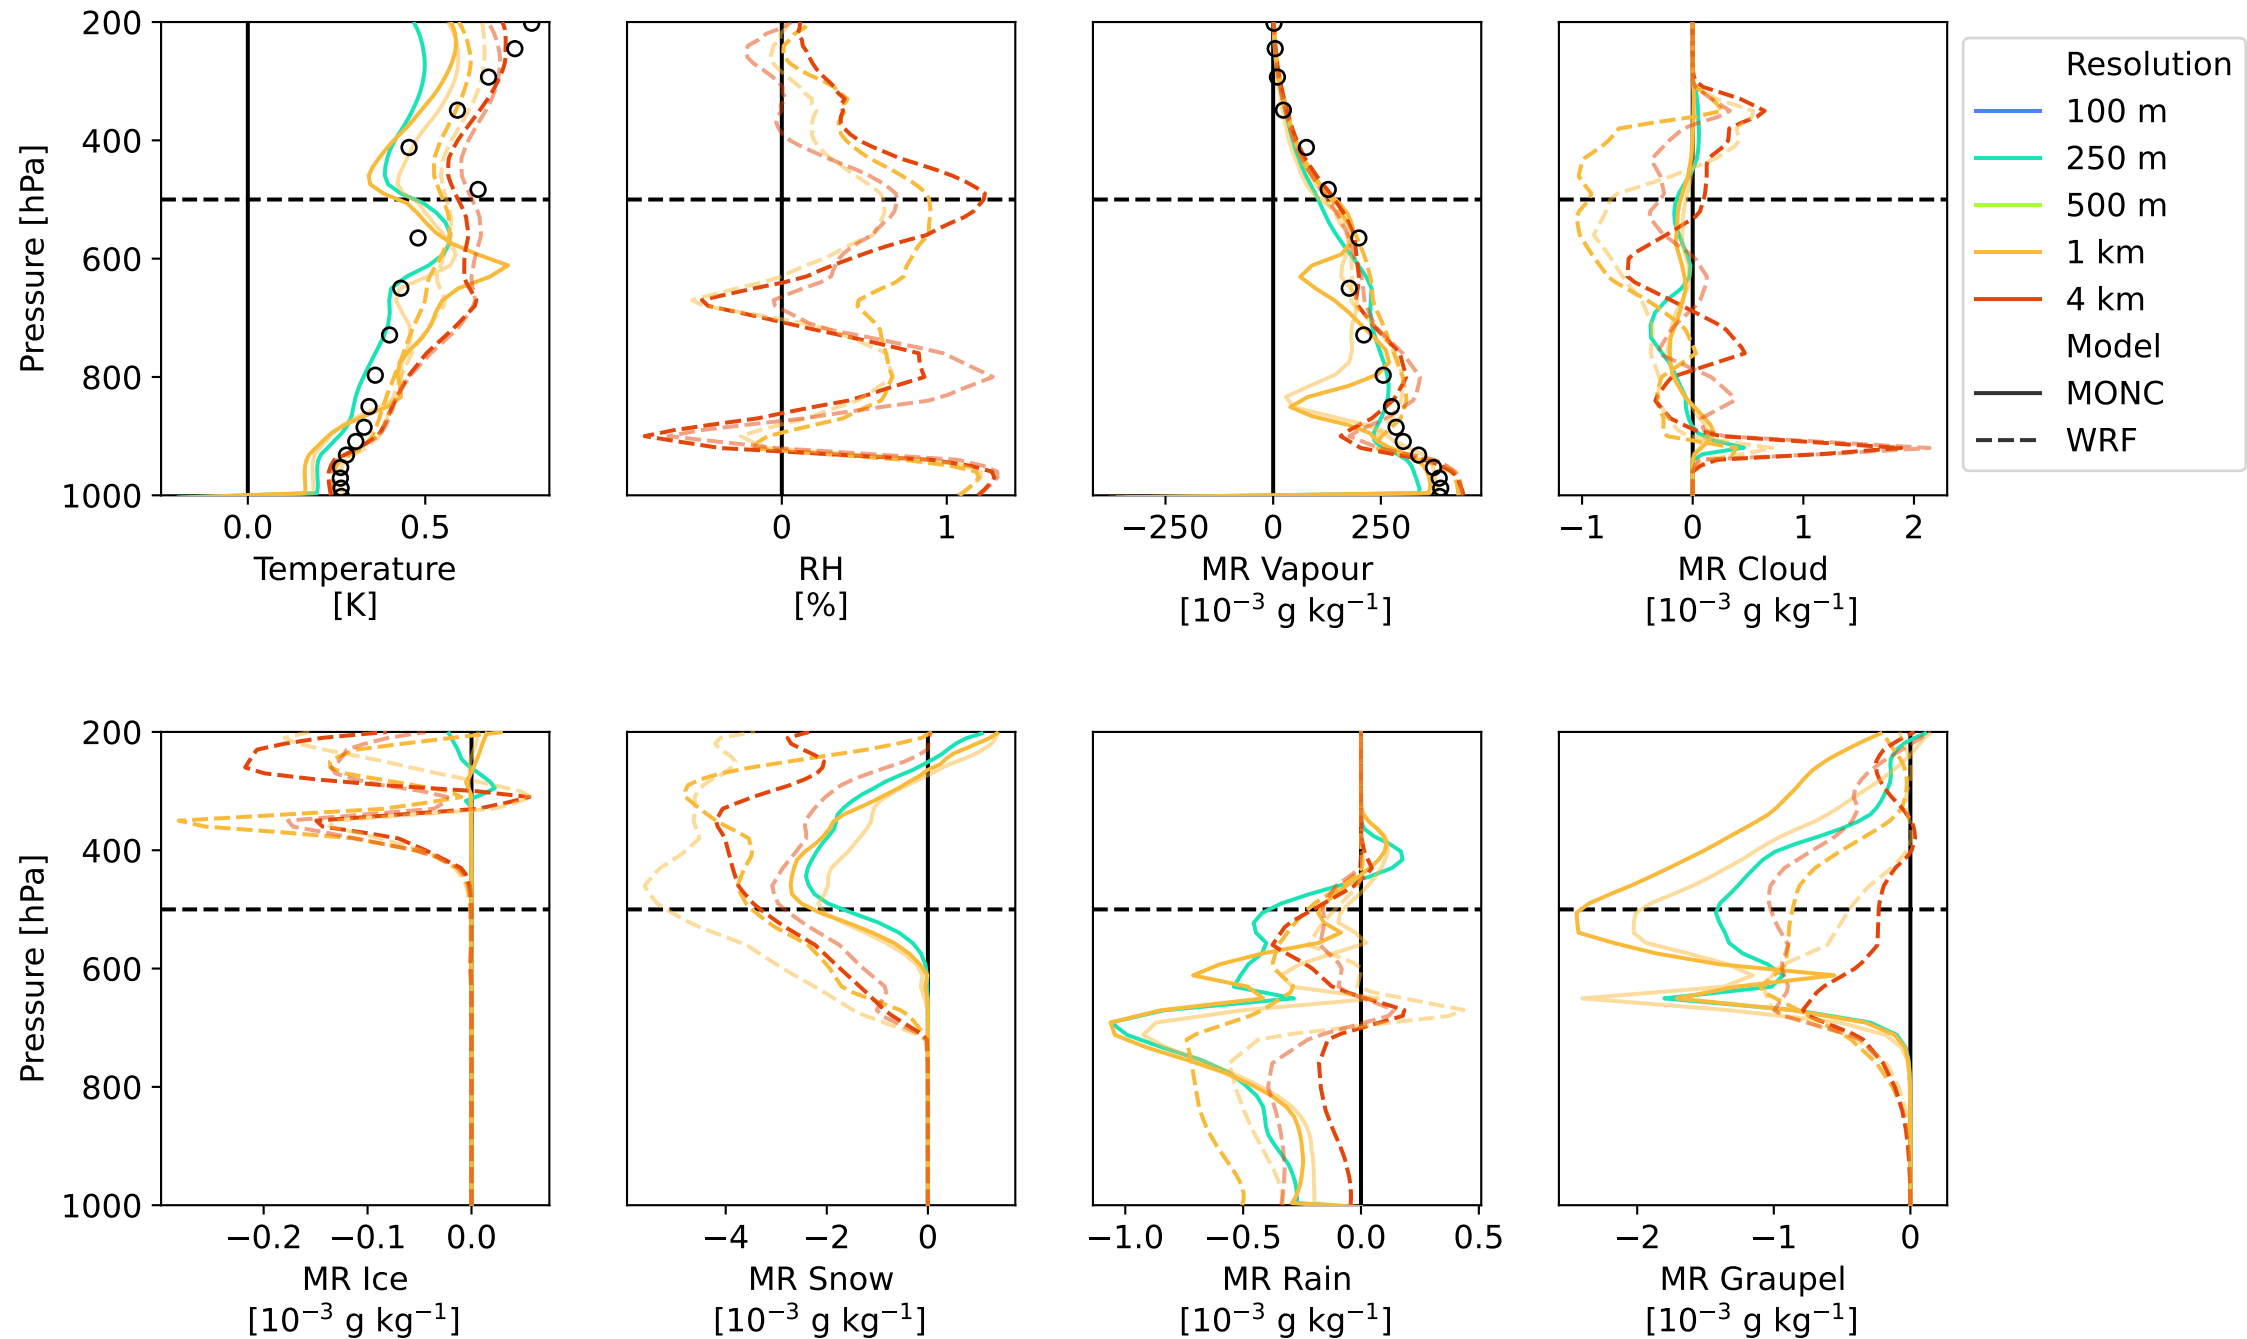 200
400
600
800
1000
Pressure [hPa]
0.0 0.5
Temperature
[K]
0 1
RH
[%]
−250 0 250
MR Vapour
[10⁻³ g kg⁻¹]
−1 0 1 2
MR Cloud
[10⁻³ g kg⁻¹]
Resolution
100 m
250 m
500 m
1 km
4 km
Model
MONC
WRF
200
400
600
800
1000
Pressure [hPa]
−0.2 −0.1 0.0
MR Ice
[10⁻³ g kg⁻¹]
−4 −2 0
MR Snow
[10⁻³ g kg⁻¹]
−1.0 −0.5 0.0 0.5
MR Rain
[10⁻³ g kg⁻¹]
−2 −1 0
MR Graupel
[10⁻³ g kg⁻¹]